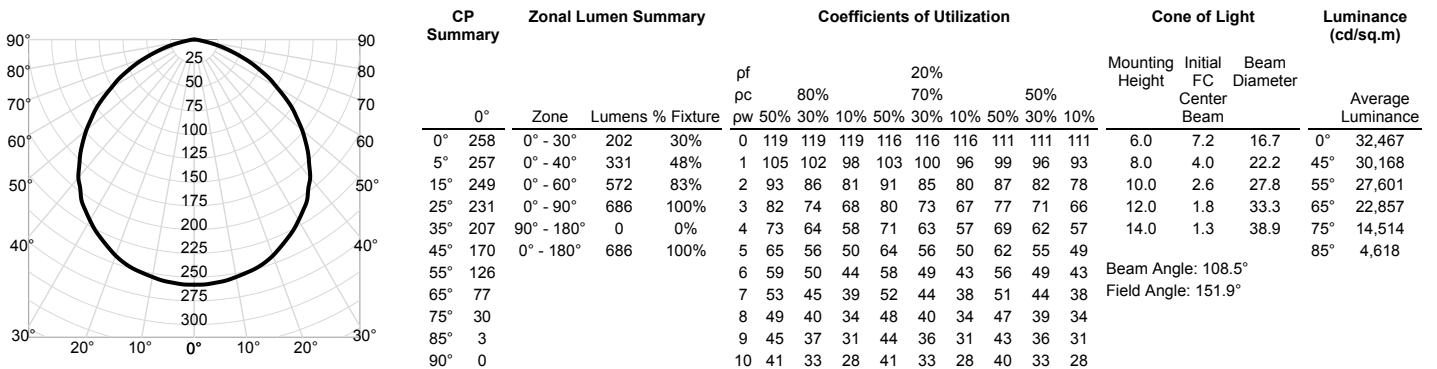 90° 90
80° 80
70° 70
60° 60
50° 50°
40° 40°
30° 30°
20° 10° 0° 10° 20°
25
50
75
100
125
150
175
200
225
250
275
300
CP Summary
0°
0° 258
5° 257
15° 249
25° 231
35° 207
45° 170
55° 126
65° 77
75° 30
85° 3
90° 0
Zonal Lumen Summary
Zone Lumens % Fixture
0° - 30° 202 30%
0° - 40° 331 48%
0° - 60° 572 83%
0° - 90° 686 100%
90° - 180° 0 0%
0° - 180° 686 100%
Coefficients of Utilization
ρf 20%
ρc 80% 70% 50%
ρw 50% 30% 10% 50% 30% 10% 50% 30% 10%
0 119 119 119 116 116 116 111 111 111
1 105 102 98 103 100 96 99 96 93
2 93 86 81 91 85 80 87 82 78
3 82 74 68 80 73 67 77 71 66
4 73 64 58 71 63 57 69 62 57
5 65 56 50 64 56 50 62 55 49
6 59 50 44 58 49 43 56 49 43
7 53 45 39 52 44 38 51 44 38
8 49 40 34 48 40 34 47 39 34
9 45 37 31 44 36 31 43 36 31
10 41 33 28 41 33 28 40 33 28
Cone of Light
Mounting Height Initial FC Center Beam Beam Diameter
6.0 7.2 16.7
8.0 4.0 22.2
10.0 2.6 27.8
12.0 1.8 33.3
14.0 1.3 38.9
Beam Angle: 108.5°
Field Angle: 151.9°
Luminance
(cd/sq.m)
Average
Luminance
0° 32,467
45° 30,168
55° 27,601
65° 22,857
75° 14,514
85° 4,618